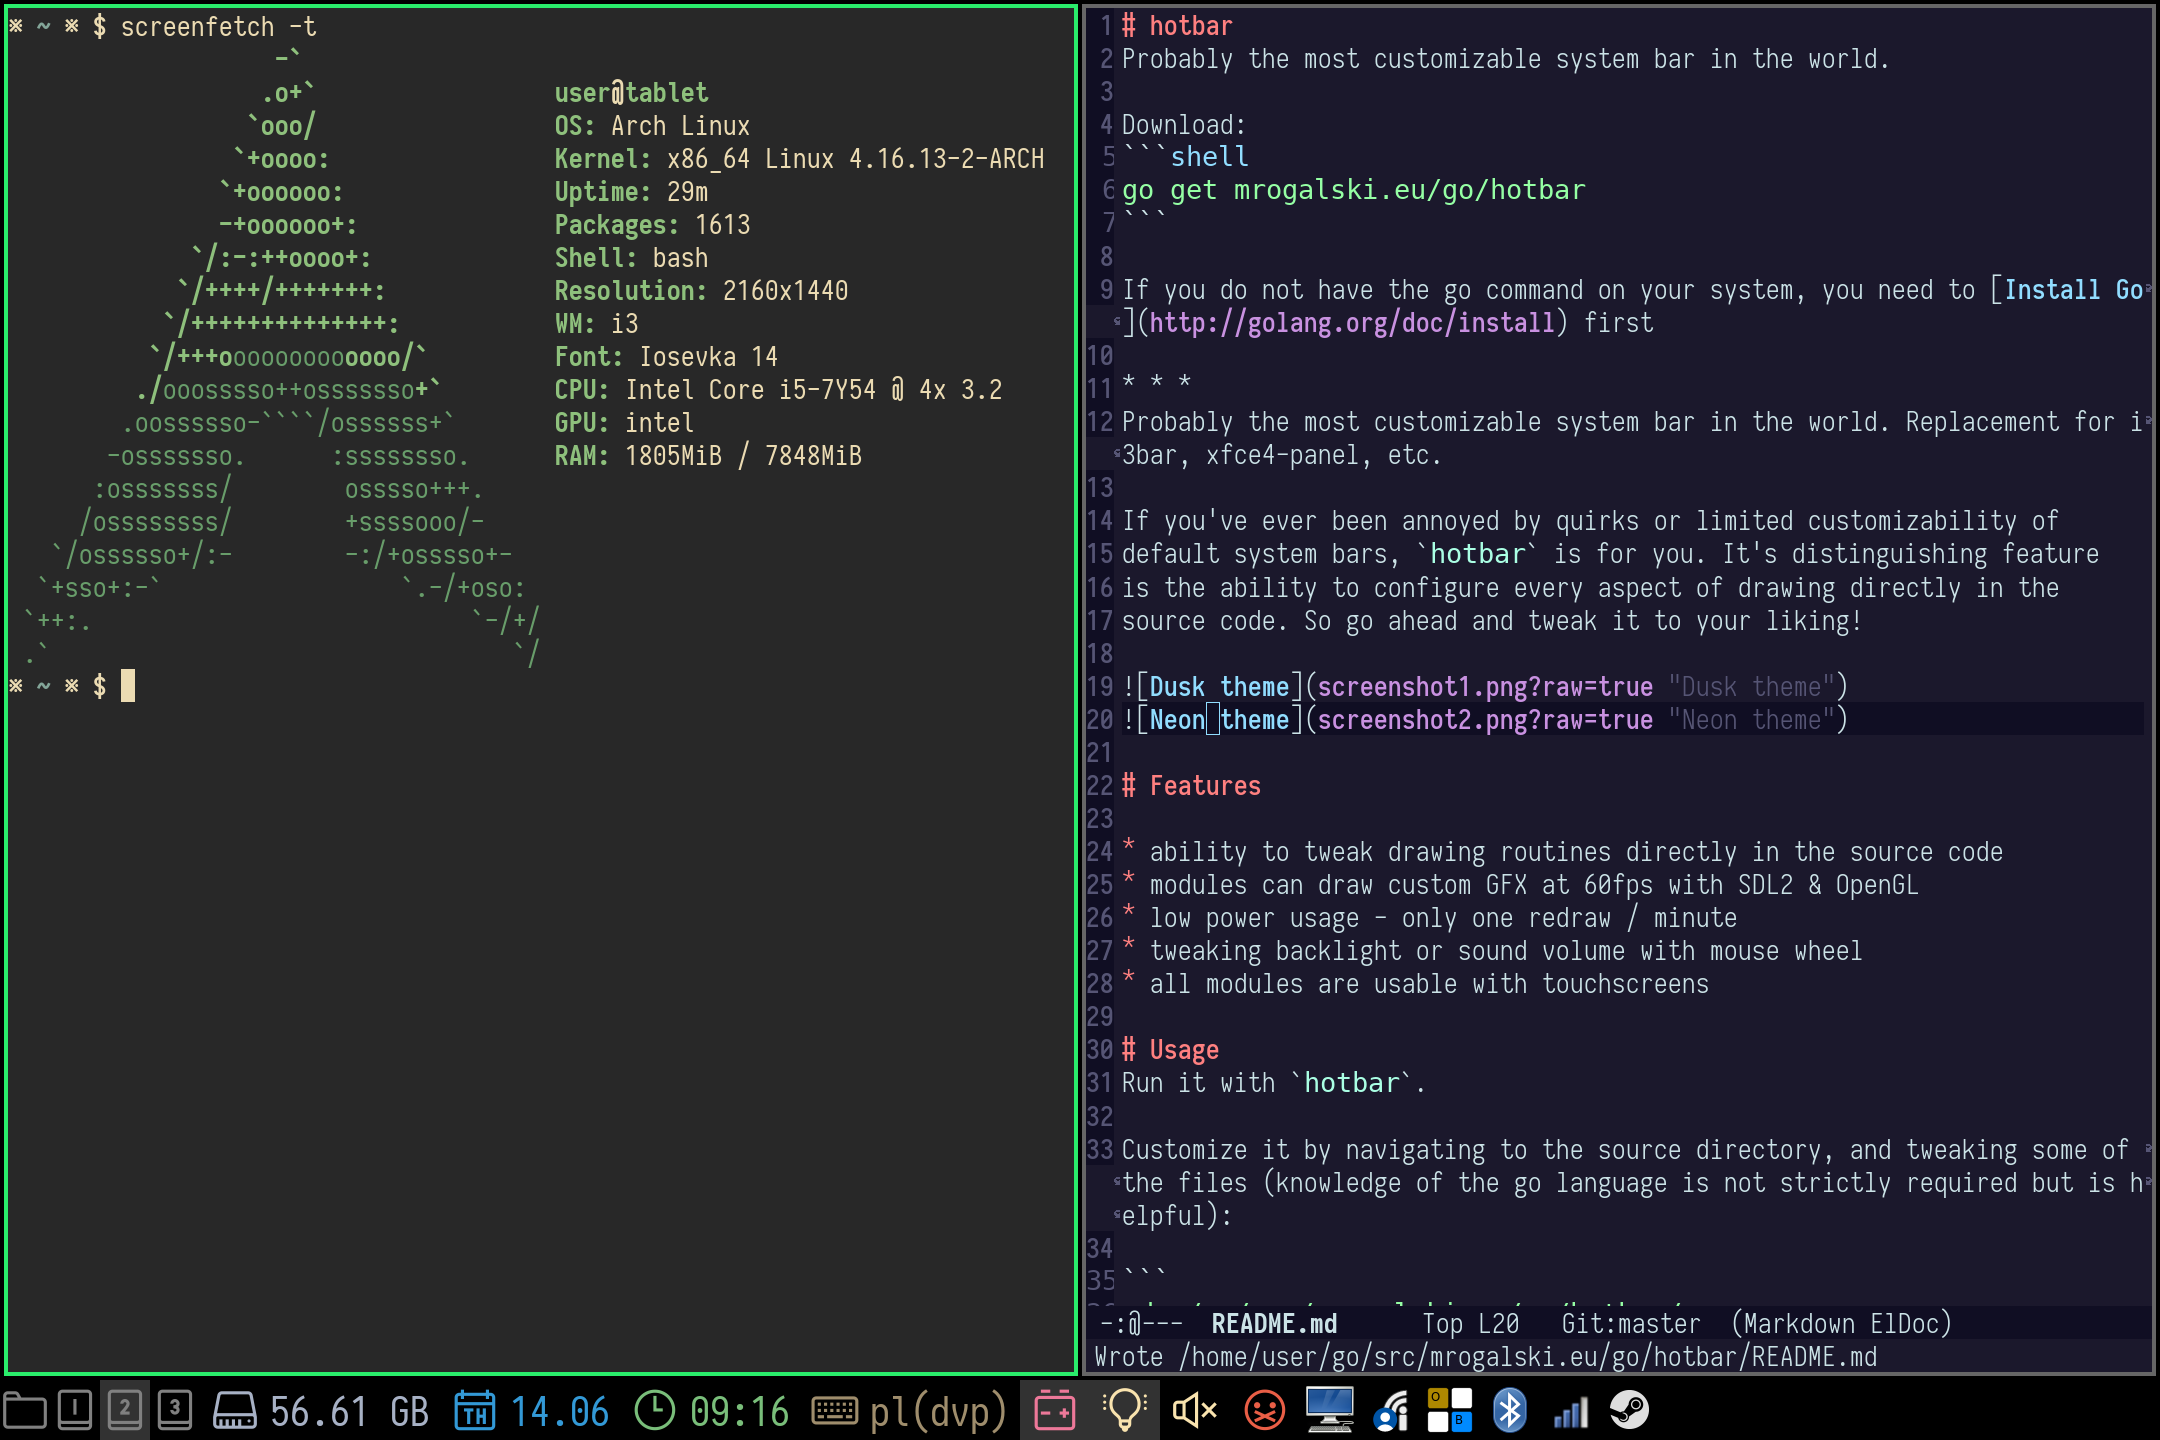 ※ ~ ※ $ screenfetch -t
                   -`
                  .o+`                 user@tablet
                 `ooo/                 OS: Arch Linux
                `+oooo:                Kernel: x86_64 Linux 4.16.13-2-ARCH
               `+oooooo:               Uptime: 29m
               -+oooooo+:              Packages: 1613
             `/:-:++oooo+:             Shell: bash
            `/++++/+++++++:            Resolution: 2160x1440
           `/++++++++++++++:           WM: i3
          `/+++ooooooooooooo/`         Font: Iosevka 14
         ./ooosssso++osssssso+`        CPU: Intel Core i5-7Y54 @ 4x 3.2
        .oossssso-````/ossssss+`       GPU: intel
       -osssssso.      :ssssssso.      RAM: 1805MiB / 7848MiB
      :osssssss/        osssso+++.
     /ossssssss/        +ssssooo/-
   `/ossssso+/:-        -:/+osssso+-
  `+sso+:-`                 `.-/+oso:
 `++:.                           `-/+/
 .`                                 `/
※ ~ ※ $
1 # hotbar
2 Probably the most customizable system bar in the world.
3
4 Download:
5 ```shell
6 go get mrogalski.eu/go/hotbar
7 ```
8
9 If you do not have the go command on your system, you need to [Install Go
](http://golang.org/doc/install) first
10
11 * * *
12 Probably the most customizable system bar in the world. Replacement for i
3bar, xfce4-panel, etc.
13
14 If you've ever been annoyed by quirks or limited customizability of
15 default system bars, `hotbar` is for you. It's distinguishing feature
16 is the ability to configure every aspect of drawing directly in the
17 source code. So go ahead and tweak it to your liking!
18
19 ![Dusk theme](screenshot1.png?raw=true "Dusk theme")
20 ![Neon theme](screenshot2.png?raw=true "Neon theme")
21
22 # Features
23
24 * ability to tweak drawing routines directly in the source code
25 * modules can draw custom GFX at 60fps with SDL2 & OpenGL
26 * low power usage - only one redraw / minute
27 * tweaking backlight or sound volume with mouse wheel
28 * all modules are usable with touchscreens
29
30 # Usage
31 Run it with `hotbar`.
32
33 Customize it by navigating to the source directory, and tweaking some of
the files (knowledge of the go language is not strictly required but is h
elpful):
34
35 ```
-:@---  README.md      Top L20   Git:master  (Markdown ElDoc)
Wrote /home/user/go/src/mrogalski.eu/go/hotbar/README.md
1 2 3 56.61 GB TH 14.06 09:16 pl(dvp) O B